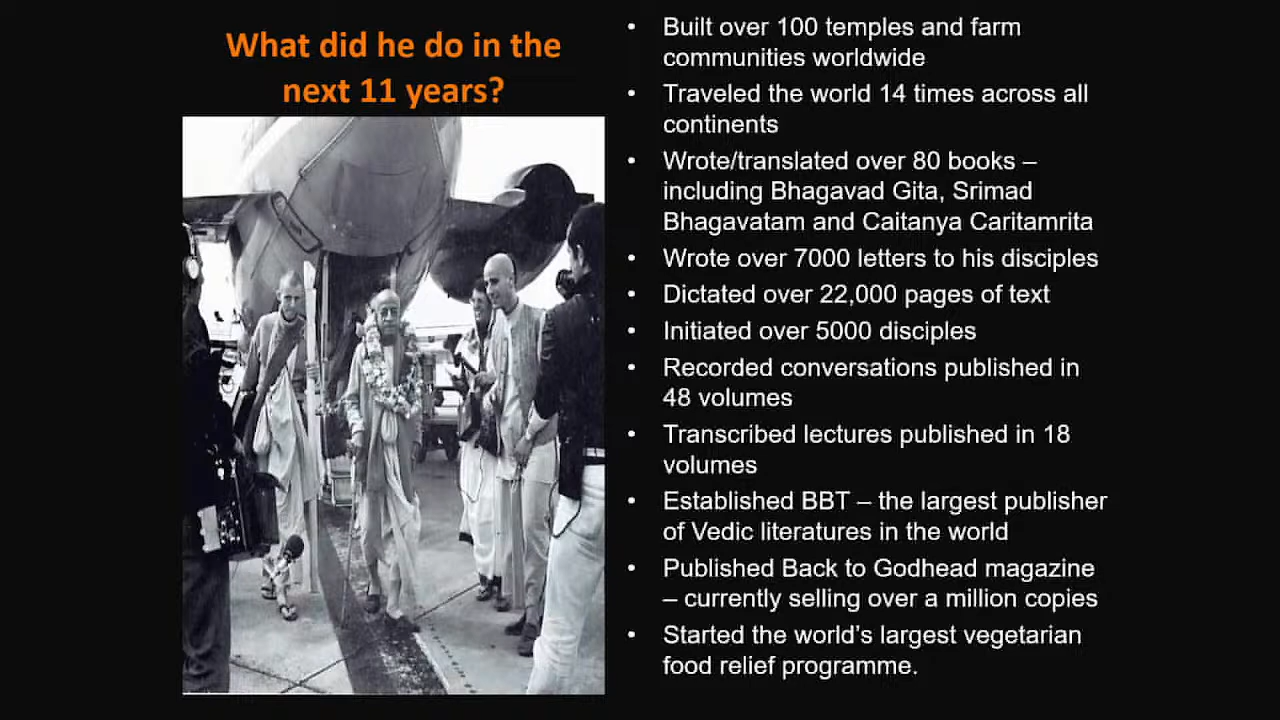 What did he do in the
next 11 years?
• Built over 100 temples and farm
communities worldwide
• Traveled the world 14 times across all
continents
• Wrote/translated over 80 books –
including Bhagavad Gita, Srimad
Bhagavatam and Caitanya Caritamrita
• Wrote over 7000 letters to his disciples
• Dictated over 22,000 pages of text
• Initiated over 5000 disciples
• Recorded conversations published in
48 volumes
• Transcribed lectures published in 18
volumes
• Established BBT – the largest publisher
of Vedic literatures in the world
• Published Back to Godhead magazine
– currently selling over a million copies
• Started the world’s largest vegetarian
food relief programme.